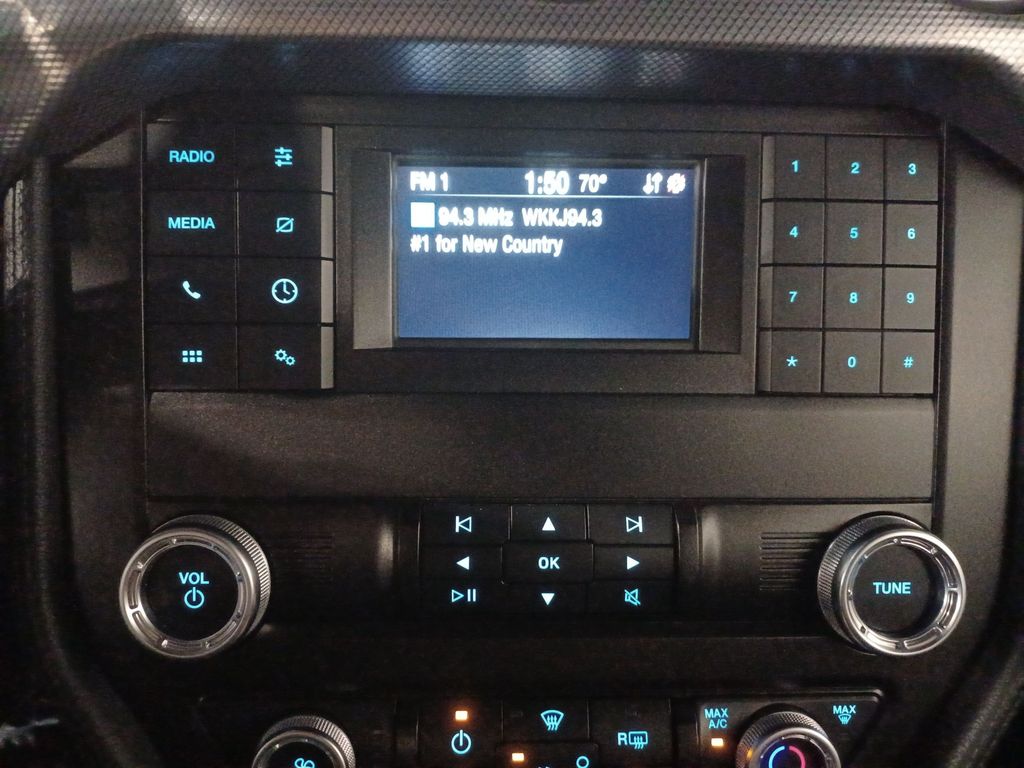 RADIO
MEDIA
FM 1 1:50 70°
94.3 MHz WKKJ94.3
#1 for New Country
1 2 3
4 5 6
7 8 9
* 0 #
VOL
OK
TUNE
R
MAX
A/C
MAX